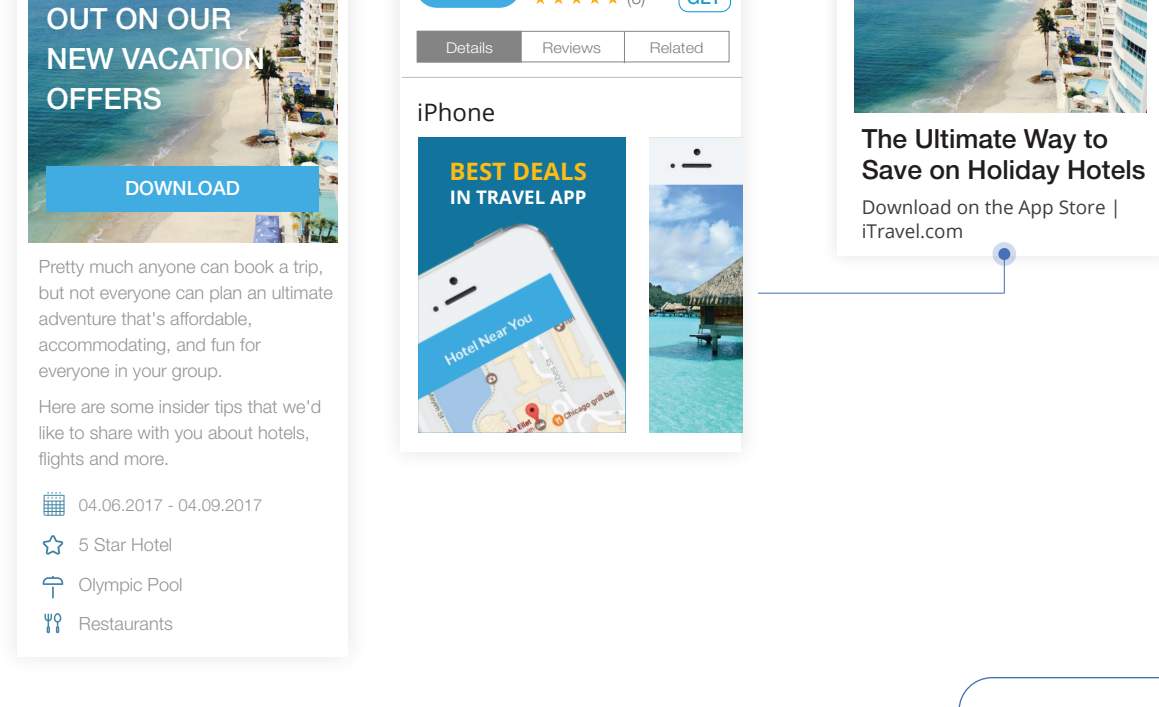 OUT ON OUR
NEW VACATION
OFFERS
DOWNLOAD
Pretty much anyone can book a trip,
but not everyone can plan an ultimate
adventure that's affordable,
accommodating, and fun for
everyone in your group.
Here are some insider tips that we'd
like to share with you about hotels,
flights and more.
04.06.2017 - 04.09.2017
5 Star Hotel
Olympic Pool
Restaurants
GET
Details
Reviews
Related
iPhone
BEST DEALS
IN TRAVEL APP
Hotel Near You
Chicago grill bar
The Ultimate Way to
Save on Holiday Hotels
Download on the App Store |
iTravel.com